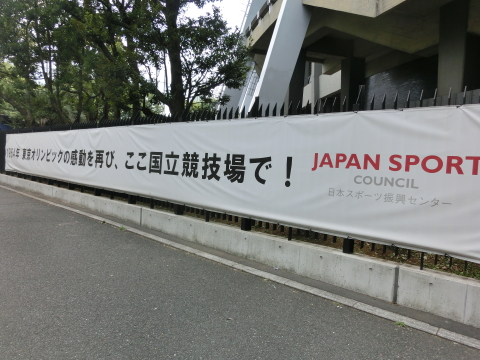 1964年 東京オリンピックの感動を再び、ここ国立競技場で！
JAPAN SPORT
COUNCIL
日本スポーツ振興センター